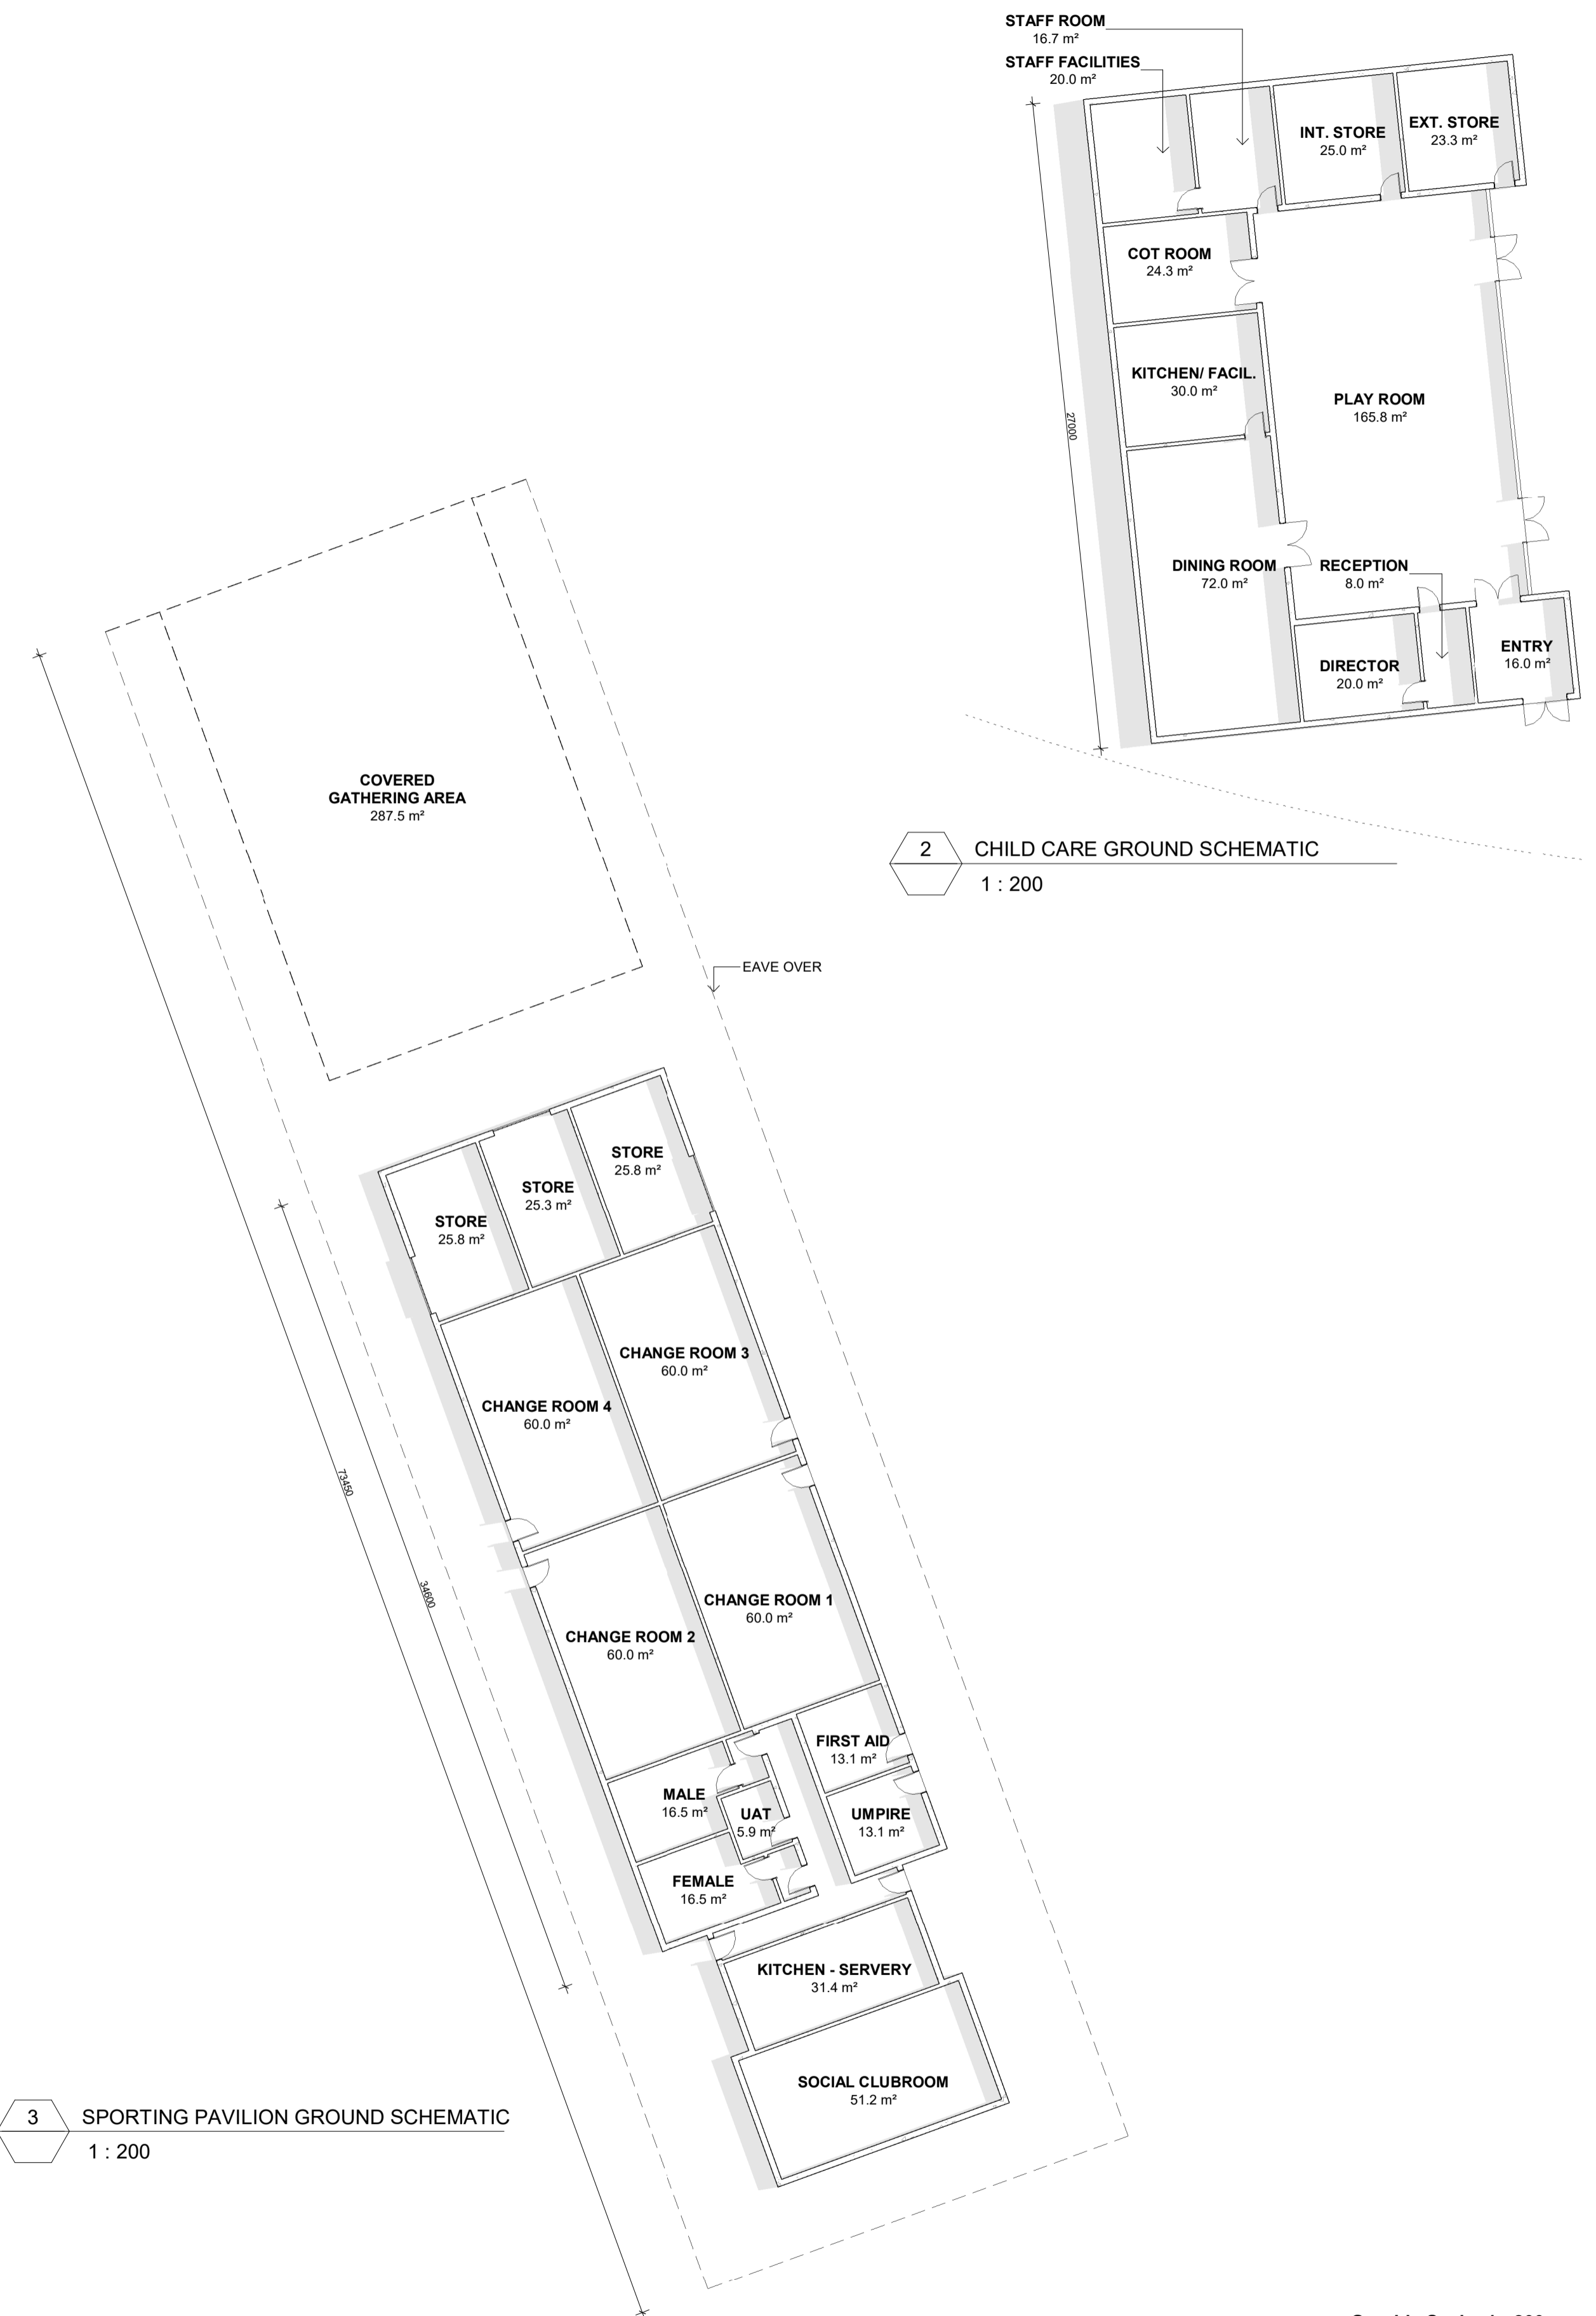 STAFF ROOM
16.7 m²
STAFF FACILITIES
20.0 m²
INT. STORE
25.0 m²
EXT. STORE
23.3 m²
COT ROOM
24.3 m²
KITCHEN/ FACIL.
30.0 m²
PLAY ROOM
165.8 m²
27000
DINING ROOM
72.0 m²
RECEPTION
8.0 m²
DIRECTOR
20.0 m²
ENTRY
16.0 m²
2
CHILD CARE GROUND SCHEMATIC
1 : 200
COVERED
GATHERING AREA
287.5 m²
EAVE OVER
STORE
25.8 m²
STORE
25.3 m²
STORE
25.8 m²
CHANGE ROOM 3
60.0 m²
CHANGE ROOM 4
60.0 m²
73450
34600
CHANGE ROOM 1
60.0 m²
CHANGE ROOM 2
60.0 m²
FIRST AID
13.1 m²
MALE
16.5 m²
UAT
5.9 m²
UMPIRE
13.1 m²
FEMALE
16.5 m²
KITCHEN - SERVERY
31.4 m²
SOCIAL CLUBROOM
51.2 m²
3
SPORTING PAVILION GROUND SCHEMATIC
1 : 200